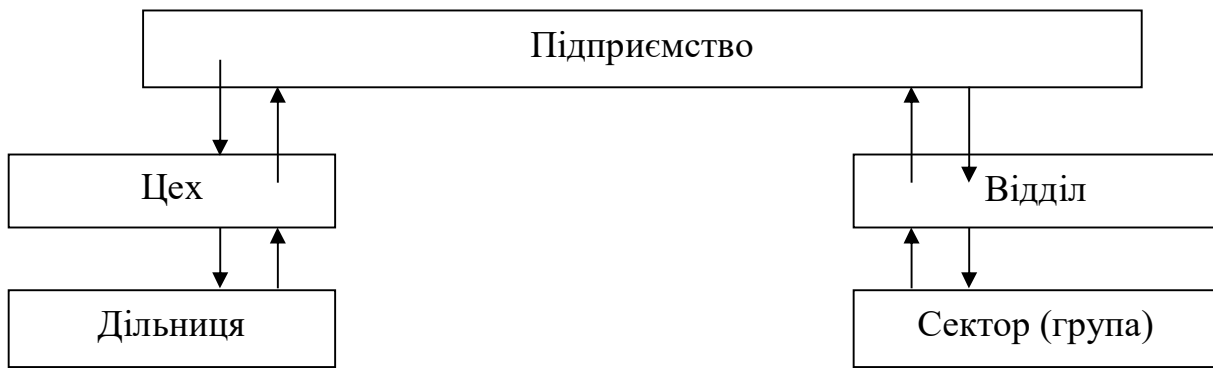 Підприємство
Цех
Відділ
Дільниця
Сектор (група)